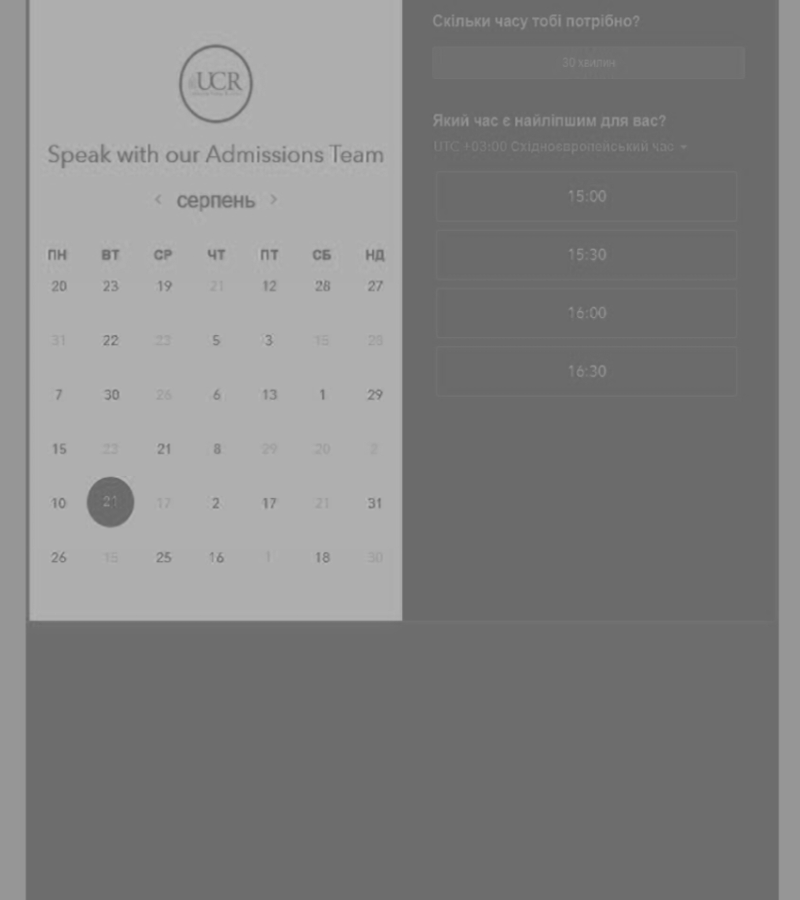 UCR
Speak with our Admissions Team
‹ серпень ›
ПН ВТ СР ЧТ ПТ СБ НД
20 23 19 21 12 28 27
31 22 23 5 3 15 28
7 30 26 6 13 1 29
15 22 21 8 29 20 2
10 21 17 2 17 21 31
26 15 25 16 1 18 30
Скільки часу тобі потрібно?
30 хвилин
Який час є найліпшим для вас?
UTC +03:00 Східноєвропейський час
15:00
15:30
16:00
16:30